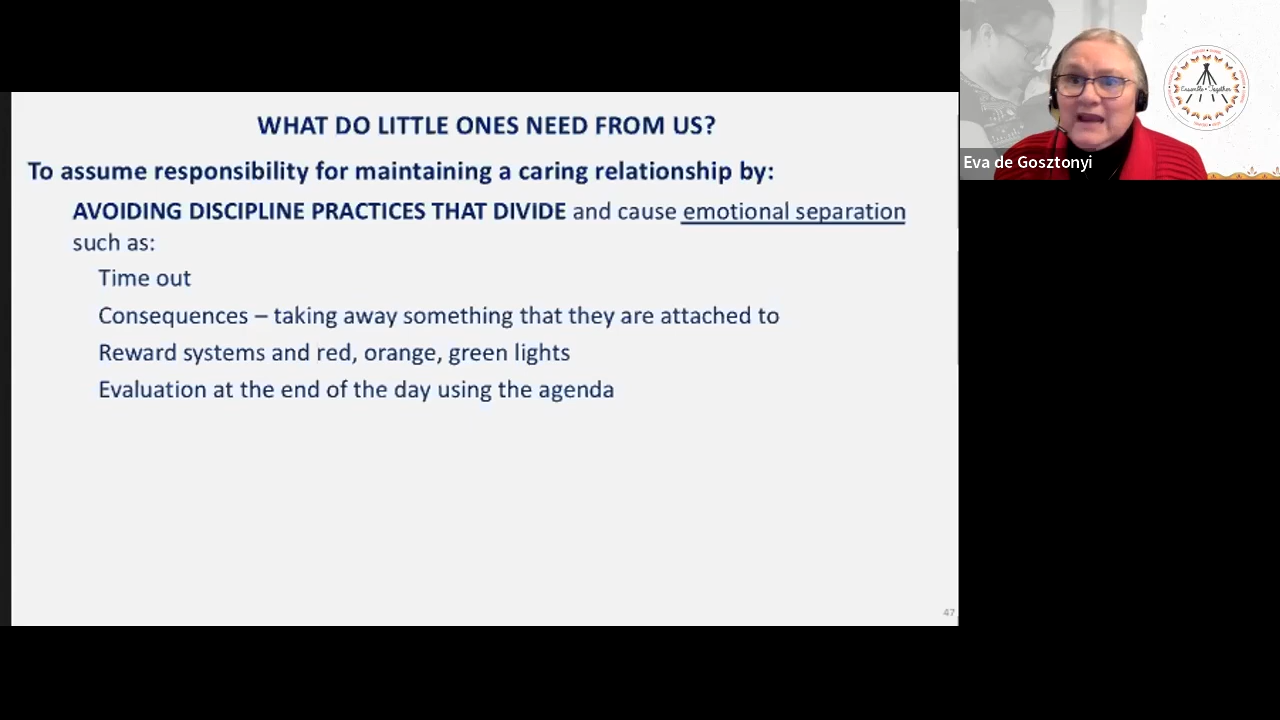 WHAT DO LITTLE ONES NEED FROM US?
To assume responsibility for maintaining a caring relationship by:
AVOIDING DISCIPLINE PRACTICES THAT DIVIDE and cause emotional separation
such as:
Time out
Consequences – taking away something that they are attached to
Reward systems and red, orange, green lights
Evaluation at the end of the day using the agenda
47
Eva de Gosztonyi
Ensemble • Together